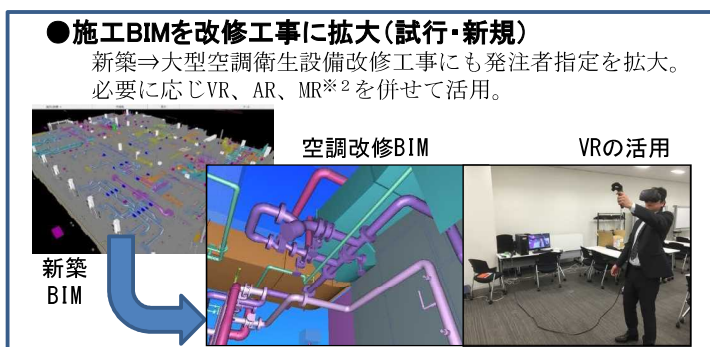 ●施工BIMを改修工事に拡大（試行・新規）
新築⇒大型空調衛生設備改修工事にも発注者指定を拡大。
必要に応じVR、AR、MR※２を併せて活用。
空調改修BIM
VRの活用
新築
BIM